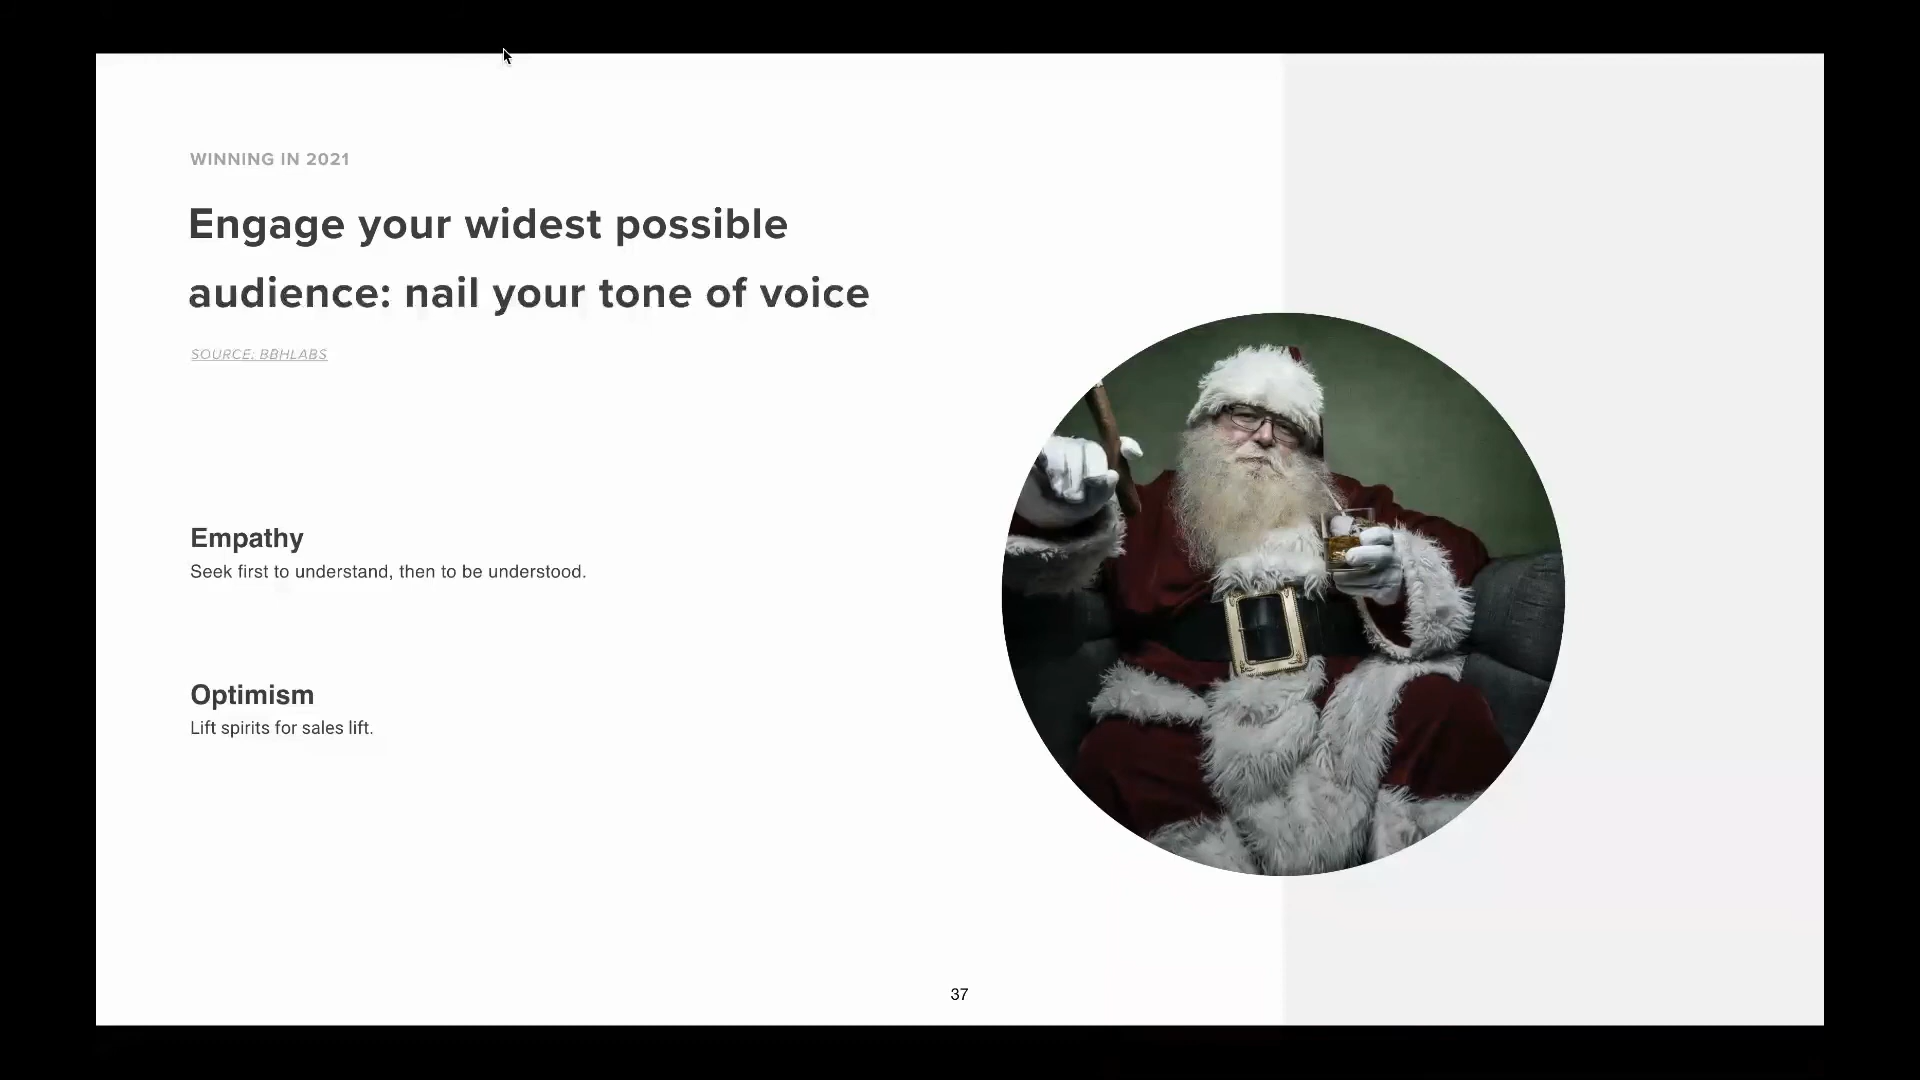 WINNING IN 2021
Engage your widest possible
audience: nail your tone of voice
SOURCE: BBHLABS
Empathy
Seek first to understand, then to be understood.
Optimism
Lift spirits for sales lift.
37